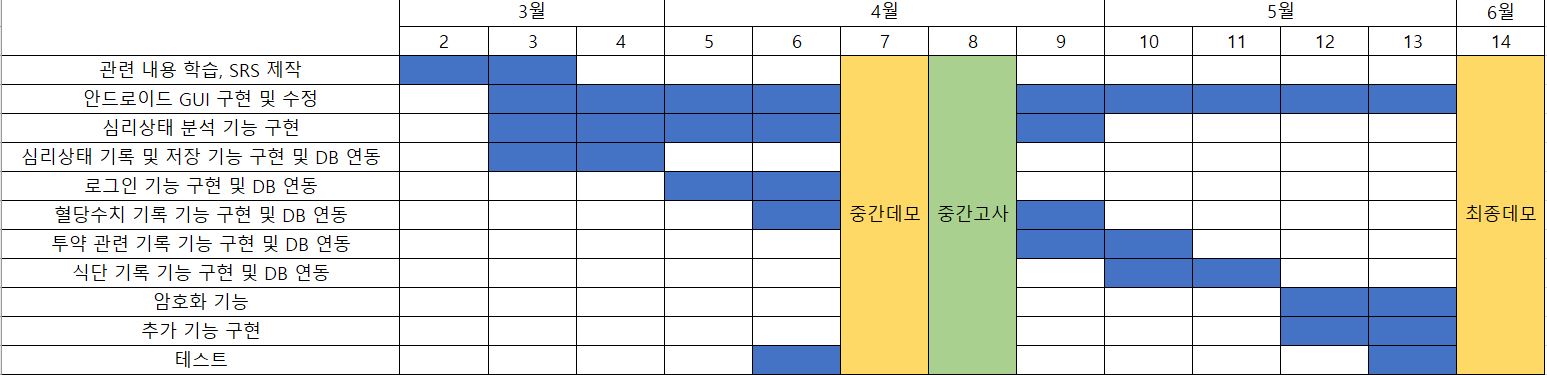 3월 4월 5월 6월
2 3 4 5 6 7 8 9 10 11 12 13 14
관련 내용 학습, SRS 제작
안드로이드 GUI 구현 및 수정
심리상태 분석 기능 구현
심리상태 기록 및 저장 기능 구현 및 DB 연동
로그인 기능 구현 및 DB 연동
혈당수치 기록 기능 구현 및 DB 연동 중간데모 중간고사 최종데모
투약 관련 기록 기능 구현 및 DB 연동
식단 기록 기능 구현 및 DB 연동
암호화 기능
추가 기능 구현
테스트